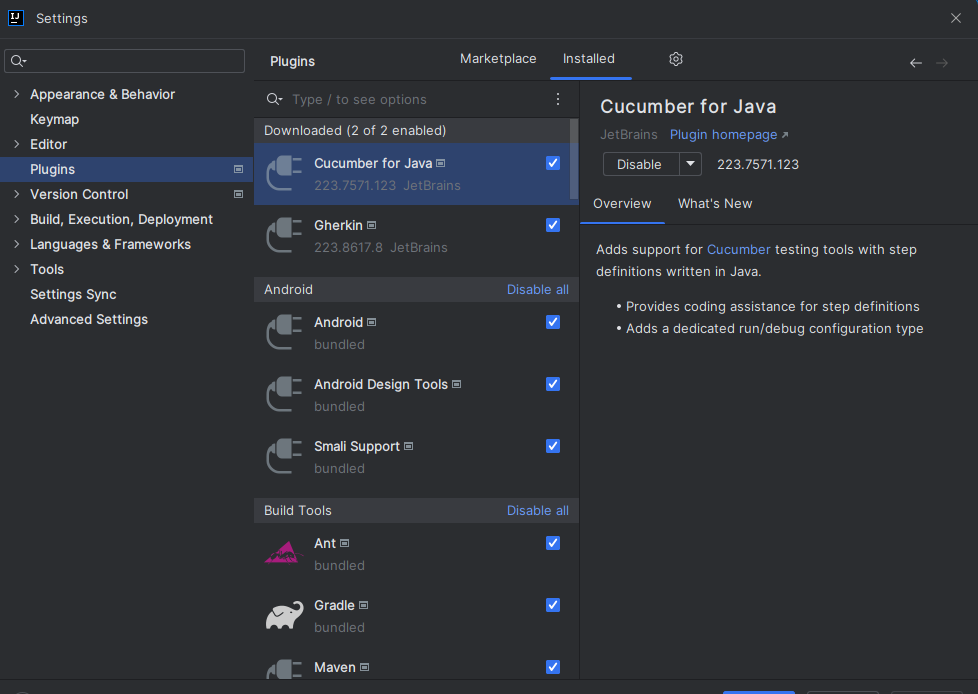 IJ
Settings
Appearance & Behavior
Keymap
Editor
Plugins
Version Control
Build, Execution, Deployment
Languages & Frameworks
Tools
Settings Sync
Advanced Settings
Plugins
Marketplace
Installed
Type / to see options
Downloaded (2 of 2 enabled)
Cucumber for Java
223.7571.123 JetBrains
Gherkin
223.8617.8 JetBrains
Android Disable all
Android
bundled
Android Design Tools
bundled
Smali Support
bundled
Build Tools Disable all
Ant
bundled
Gradle
bundled
Maven
Cucumber for Java
JetBrains Plugin homepage ↗
Disable 223.7571.123
Overview What's New
Adds support for Cucumber testing tools with step
definitions written in Java.
• Provides coding assistance for step definitions
• Adds a dedicated run/debug configuration type